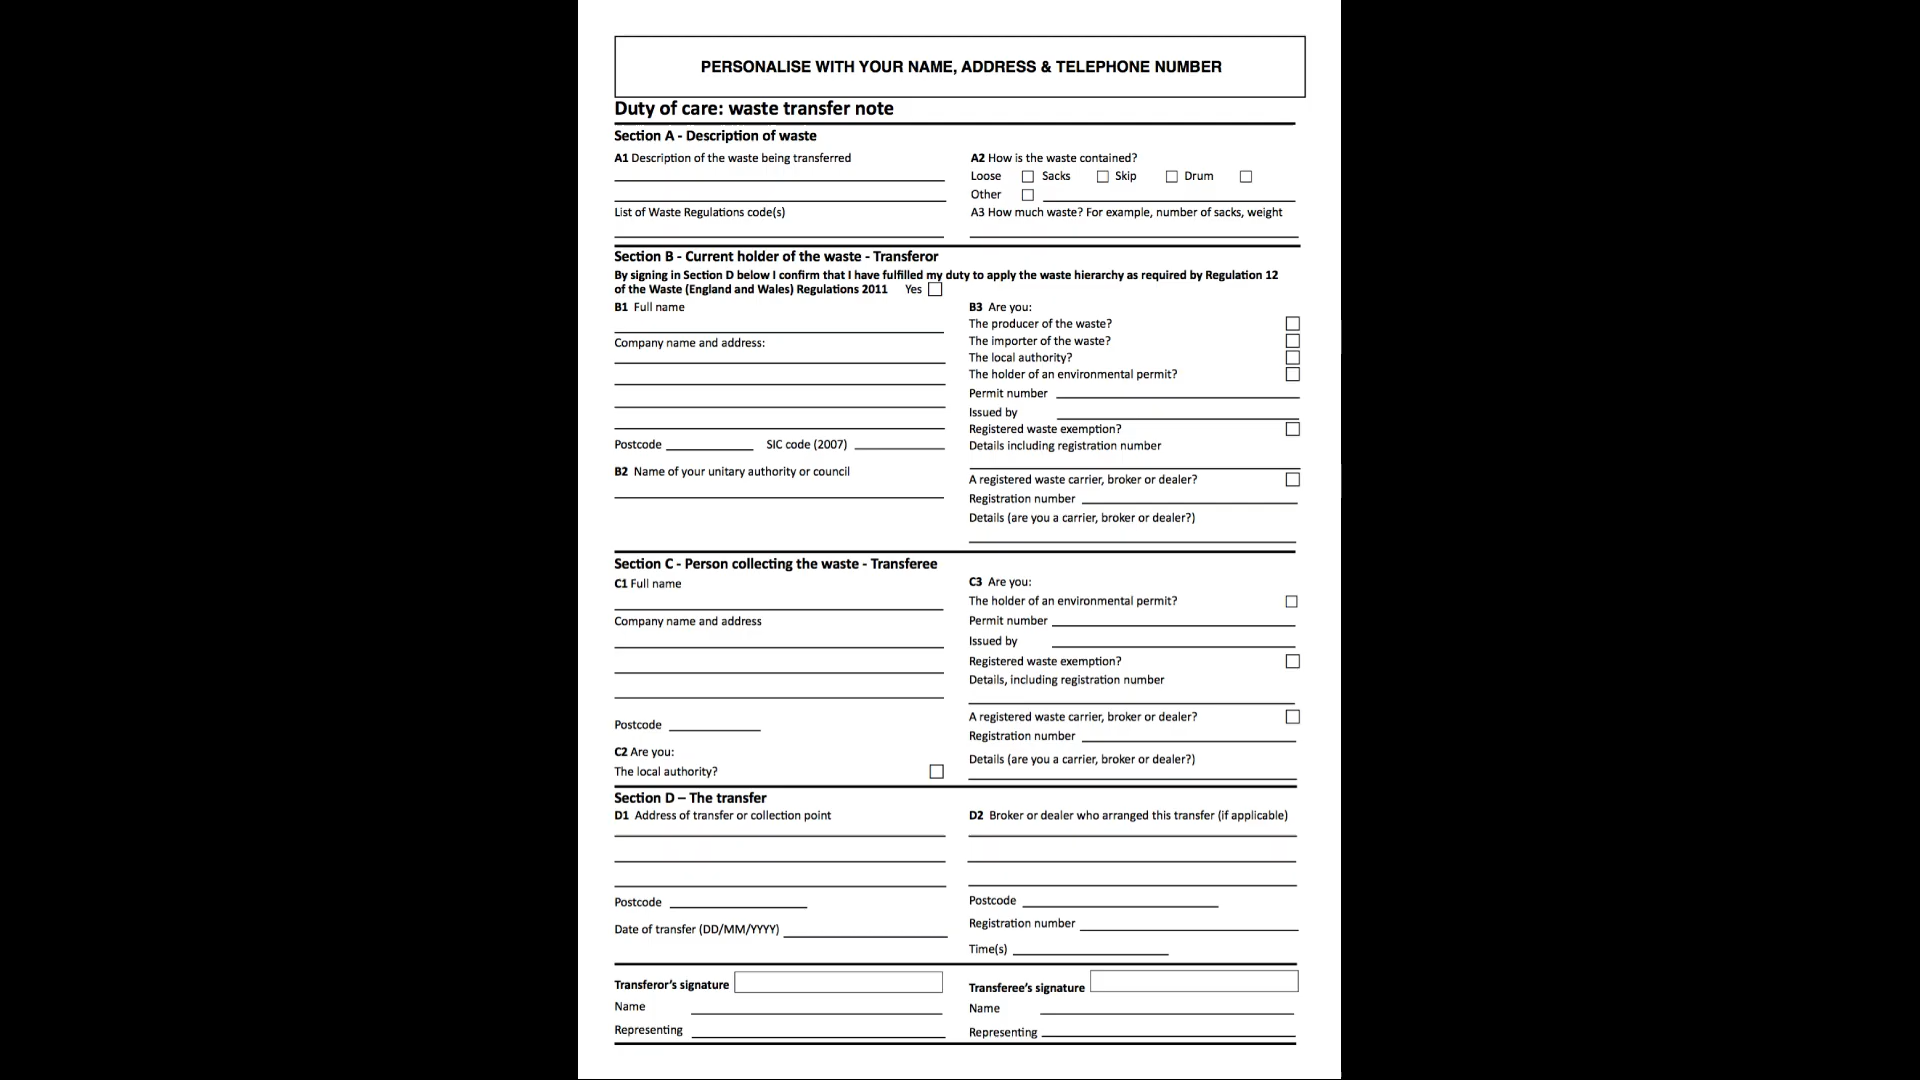 PERSONALISE WITH YOUR NAME, ADDRESS & TELEPHONE NUMBER
Duty of care: waste transfer note
Section A - Description of waste
A1 Description of the waste being transferred
List of Waste Regulations code(s)
A2 How is the waste contained?
Loose Sacks Skip Drum
Other
A3 How much waste? For example, number of sacks, weight
Section B - Current holder of the waste - Transferor
By signing in Section D below I confirm that I have fulfilled my duty to apply the waste hierarchy as required by Regulation 12
of the Waste (England and Wales) Regulations 2011 Yes
B1 Full name
Company name and address:
Postcode SIC code (2007)
B2 Name of your unitary authority or council
B3 Are you:
The producer of the waste?
The importer of the waste?
The local authority?
The holder of an environmental permit?
Permit number
Issued by
Registered waste exemption?
Details including registration number
A registered waste carrier, broker or dealer?
Registration number
Details (are you a carrier, broker or dealer?)
Section C - Person collecting the waste - Transferee
C1 Full name
Company name and address
Postcode
C2 Are you:
The local authority?
C3 Are you:
The holder of an environmental permit?
Permit number
Issued by
Registered waste exemption?
Details, including registration number
A registered waste carrier, broker or dealer?
Registration number
Details (are you a carrier, broker or dealer?)
Section D – The transfer
D1 Address of transfer or collection point
Postcode
Date of transfer (DD/MM/YYYY)
D2 Broker or dealer who arranged this transfer (if applicable)
Postcode
Registration number
Time(s)
Transferor's signature
Name
Representing
Transferee's signature
Name
Representing